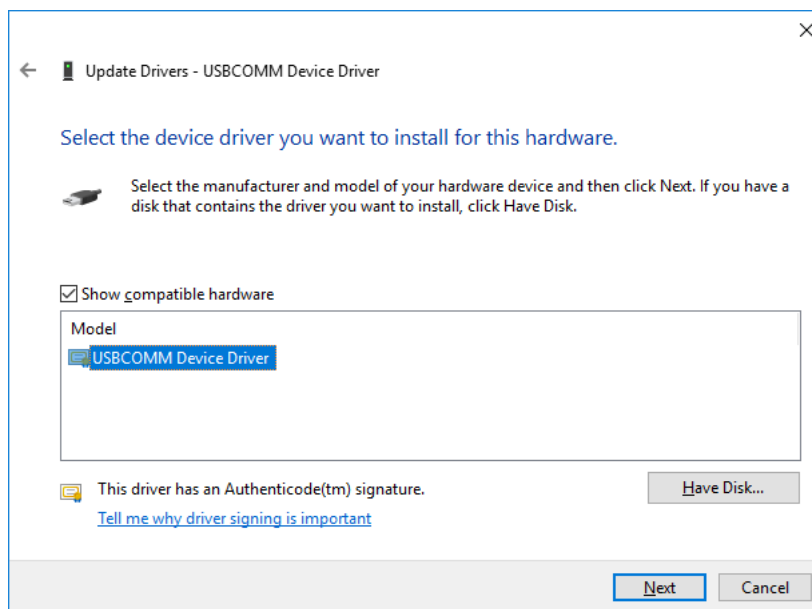 Update Drivers - USBCOMM Device Driver
Select the device driver you want to install for this hardware.
Select the manufacturer and model of your hardware device and then click Next. If you have a
disk that contains the driver you want to install, click Have Disk.
Show compatible hardware
Model
USBCOMM Device Driver
This driver has an Authenticode(tm) signature.
Have Disk...
Tell me why driver signing is important
Next
Cancel